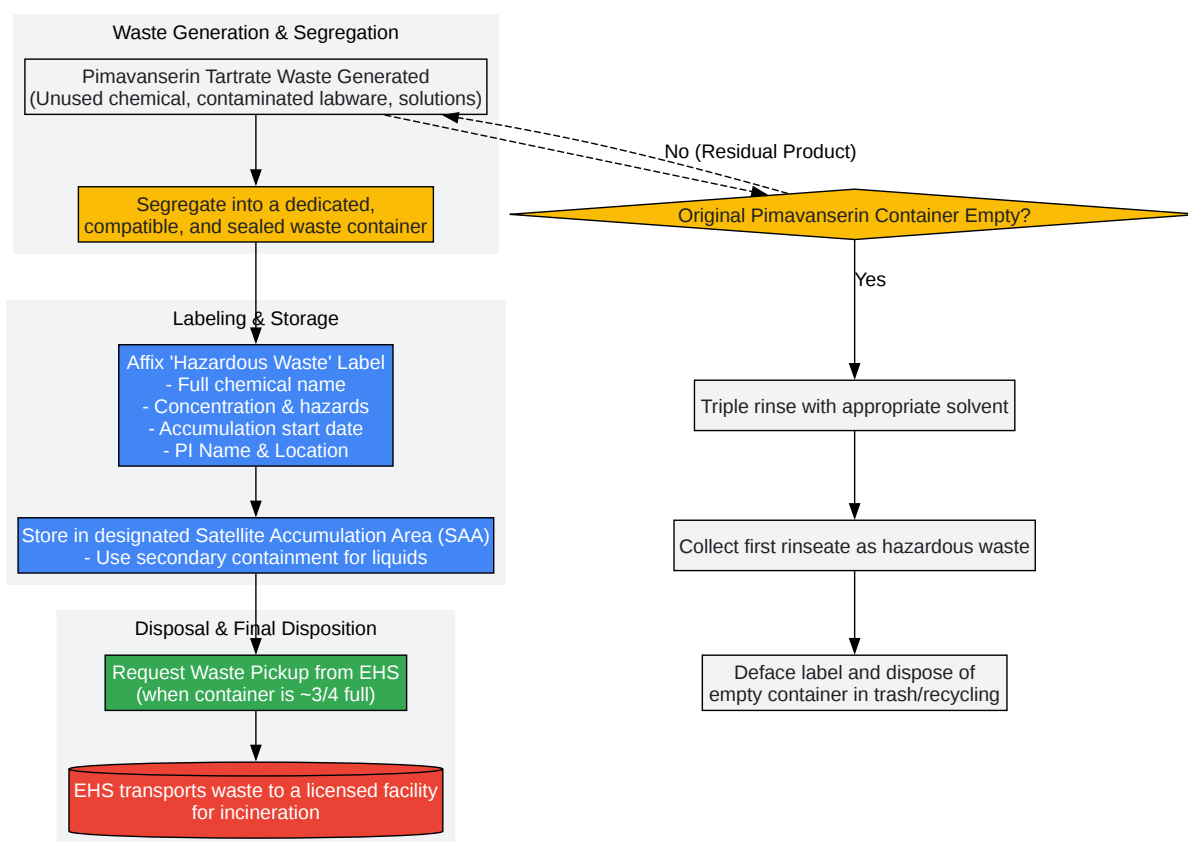 Waste Generation & Segregation
Pimavanserin Tartrate Waste Generated
(Unused chemical, contaminated labware, solutions)
No (Residual Product)
Segregate into a dedicated,
compatible, and sealed waste container
Original Pimavanserin Container Empty?
Yes
Labeling & Storage
Affix 'Hazardous Waste' Label
- Full chemical name
- Concentration & hazards
- Accumulation start date
- PI Name & Location
Triple rinse with appropriate solvent
Store in designated Satellite Accumulation Area (SAA)
- Use secondary containment for liquids
Collect first rinseate as hazardous waste
Disposal & Final Disposition
Request Waste Pickup from EHS
(when container is ~3/4 full)
Deface label and dispose of
empty container in trash/recycling
EHS transports waste to a licensed facility
for incineration